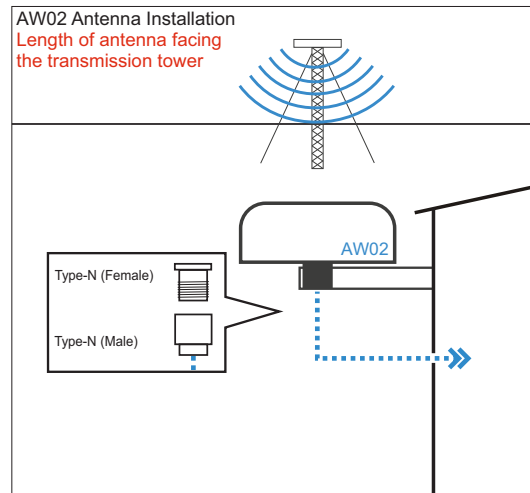 AW02 Antenna Installation
Length of antenna facing
the transmission tower
AW02
Type-N (Female)
Type-N (Male)